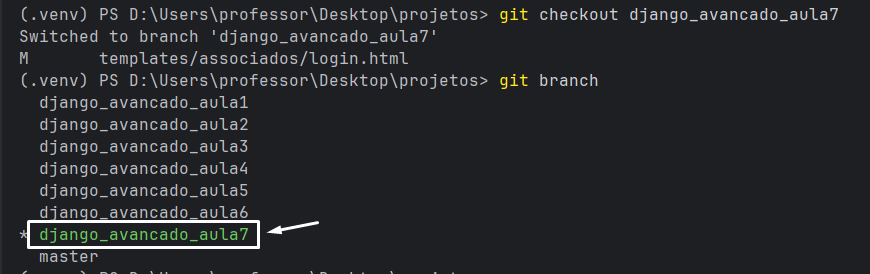 (.venv) PS D:\Users\professor\Desktop\projetos> git checkout django_avancado_aula7
Switched to branch 'django_avancado_aula7'
M       templates/associados/login.html
(.venv) PS D:\Users\professor\Desktop\projetos> git branch
  django_avancado_aula1
  django_avancado_aula2
  django_avancado_aula3
  django_avancado_aula4
  django_avancado_aula5
  django_avancado_aula6
* django_avancado_aula7
  master